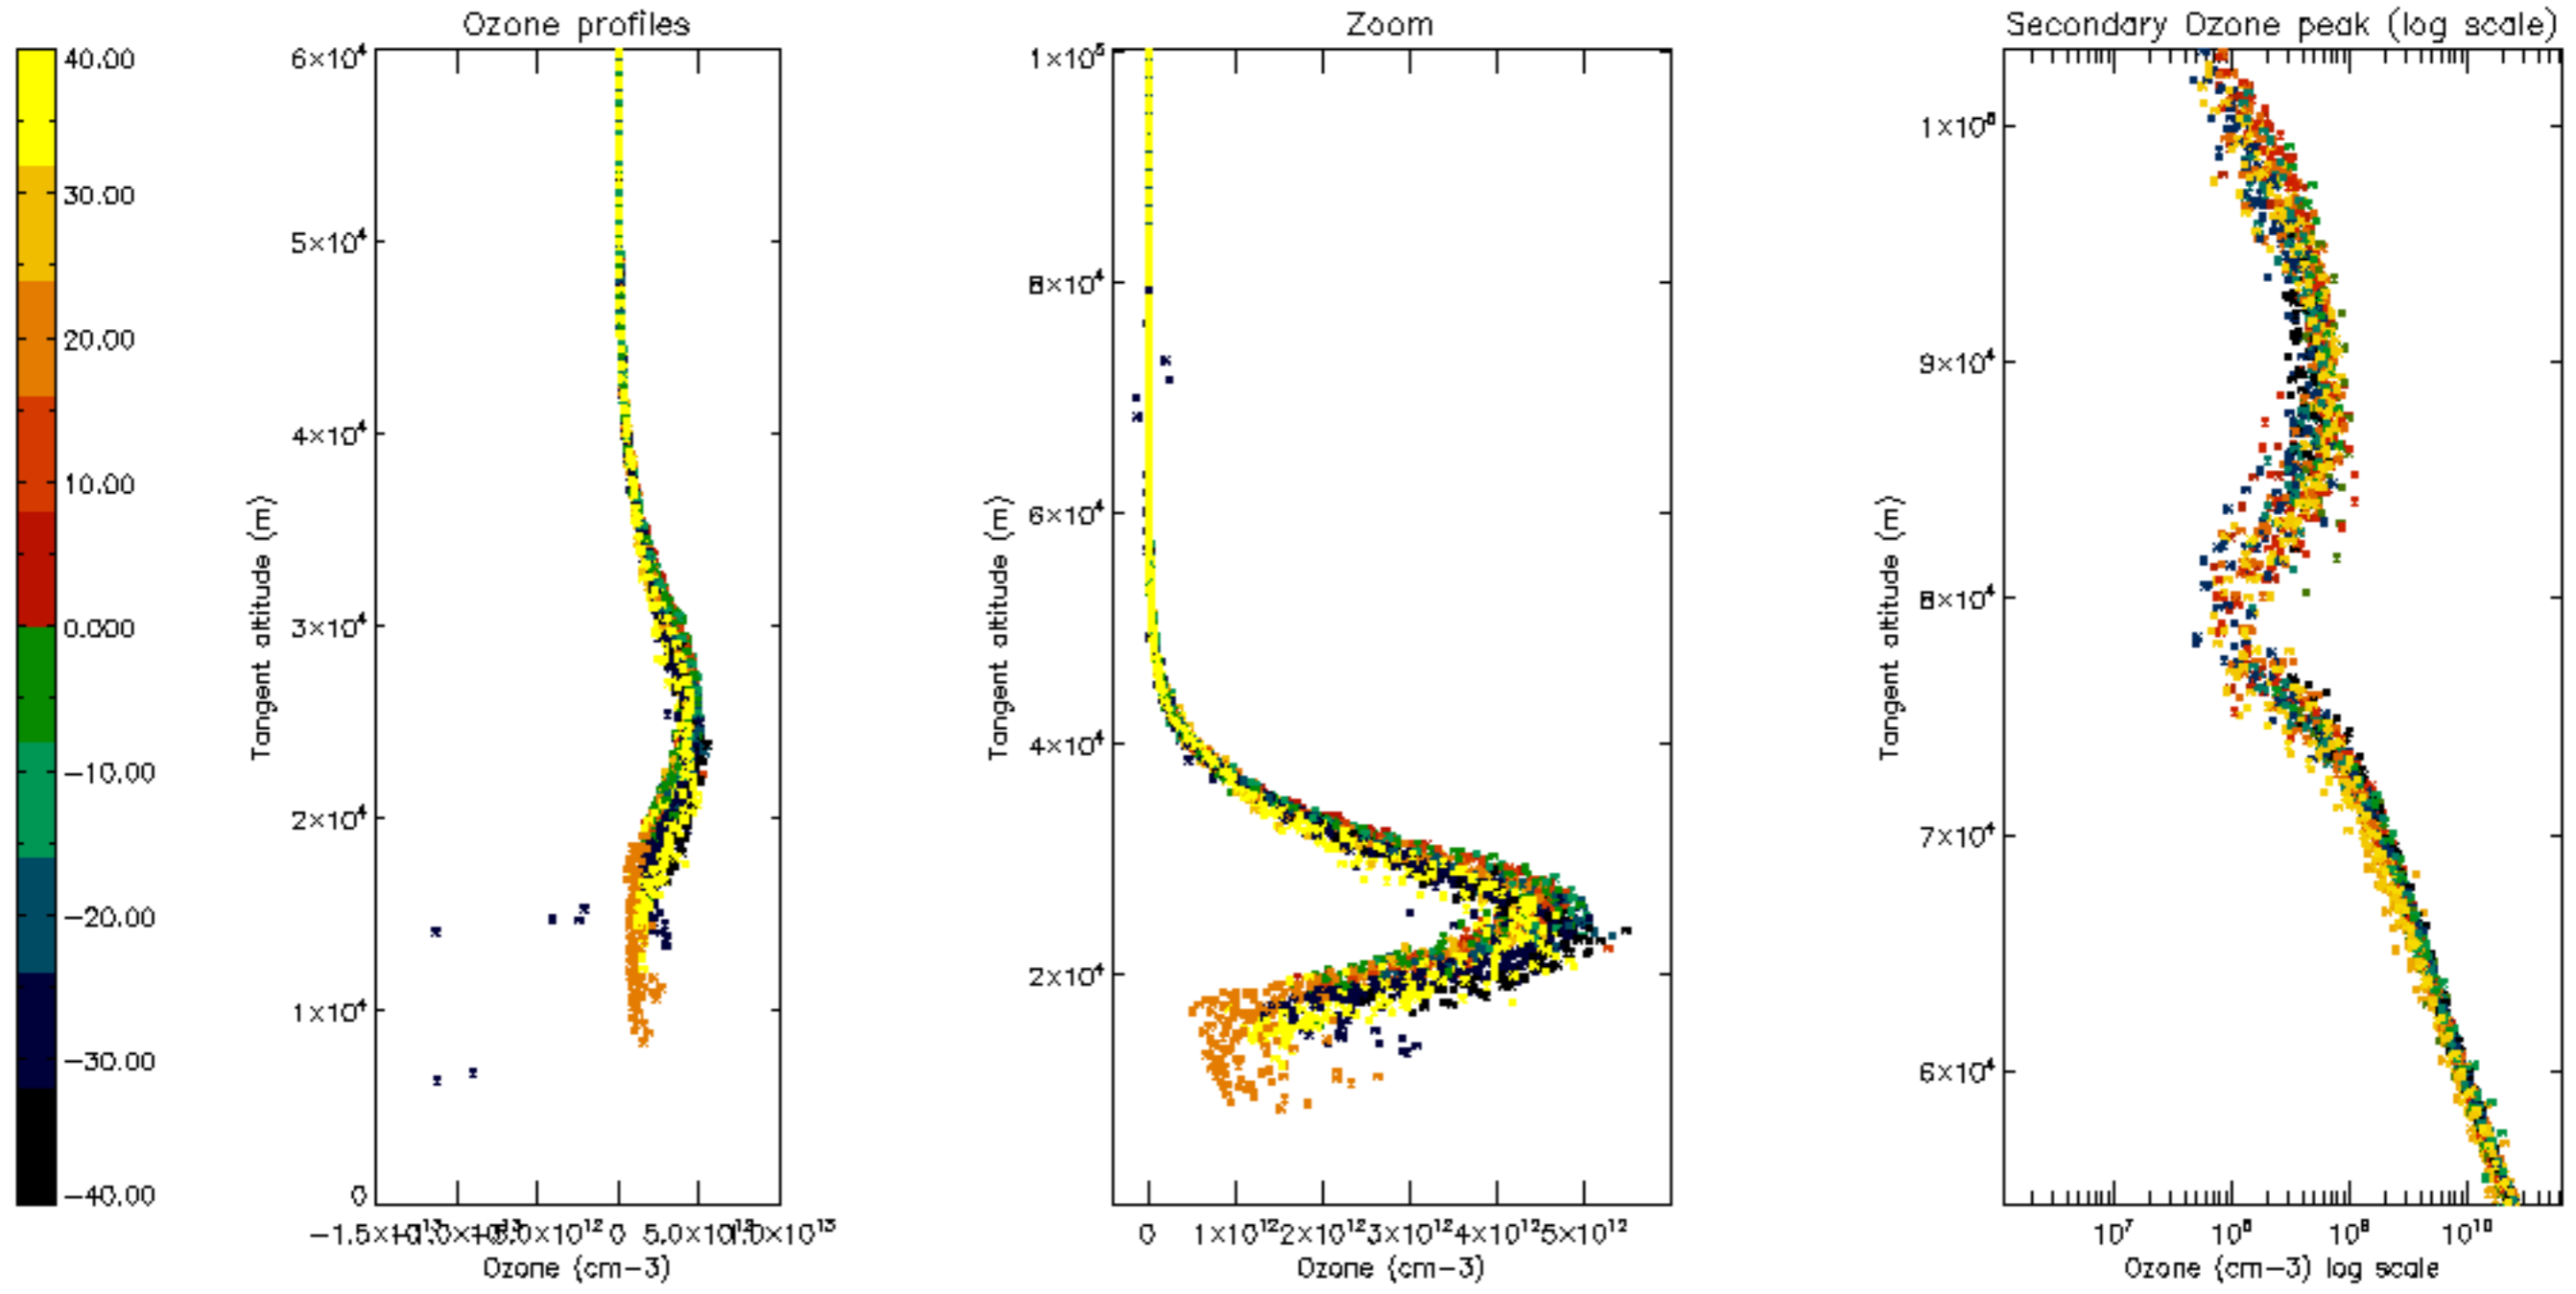 Ozone profiles
Zoom
Secondary Ozone peak (log scale)
40.00
30.00
20.00
10.00
0.000
−10.00
−20.00
−30.00
−40.00
Tangent altitude (m)
6×10⁴
5×10⁴
4×10⁴
3×10⁴
2×10⁴
1×10⁴
0
0 5.0×10¹²
Ozone (cm−3)
Tangent altitude (m)
1×10⁵
8×10⁴
6×10⁴
4×10⁴
2×10⁴
0 1×10¹² 2×10¹² 3×10¹² 4×10¹² 5×10¹²
Ozone (cm−3)
Tangent altitude (m)
1×10⁵
9×10⁴
8×10⁴
7×10⁴
6×10⁴
10⁷ 10⁸ 10⁹ 10¹⁰
Ozone (cm−3) log scale